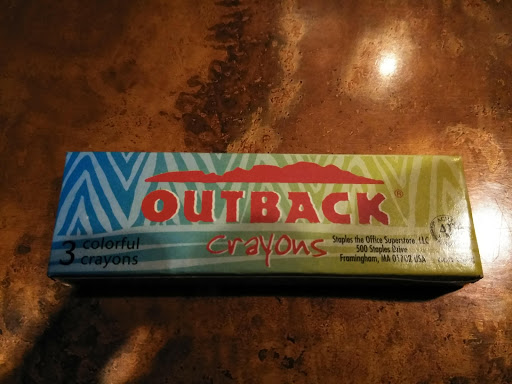 OUTBACK®
crayons
3 colorful
crayons
Staples the Office Superstore, LLC
500 Staples Drive
Framingham, MA 01702 USA